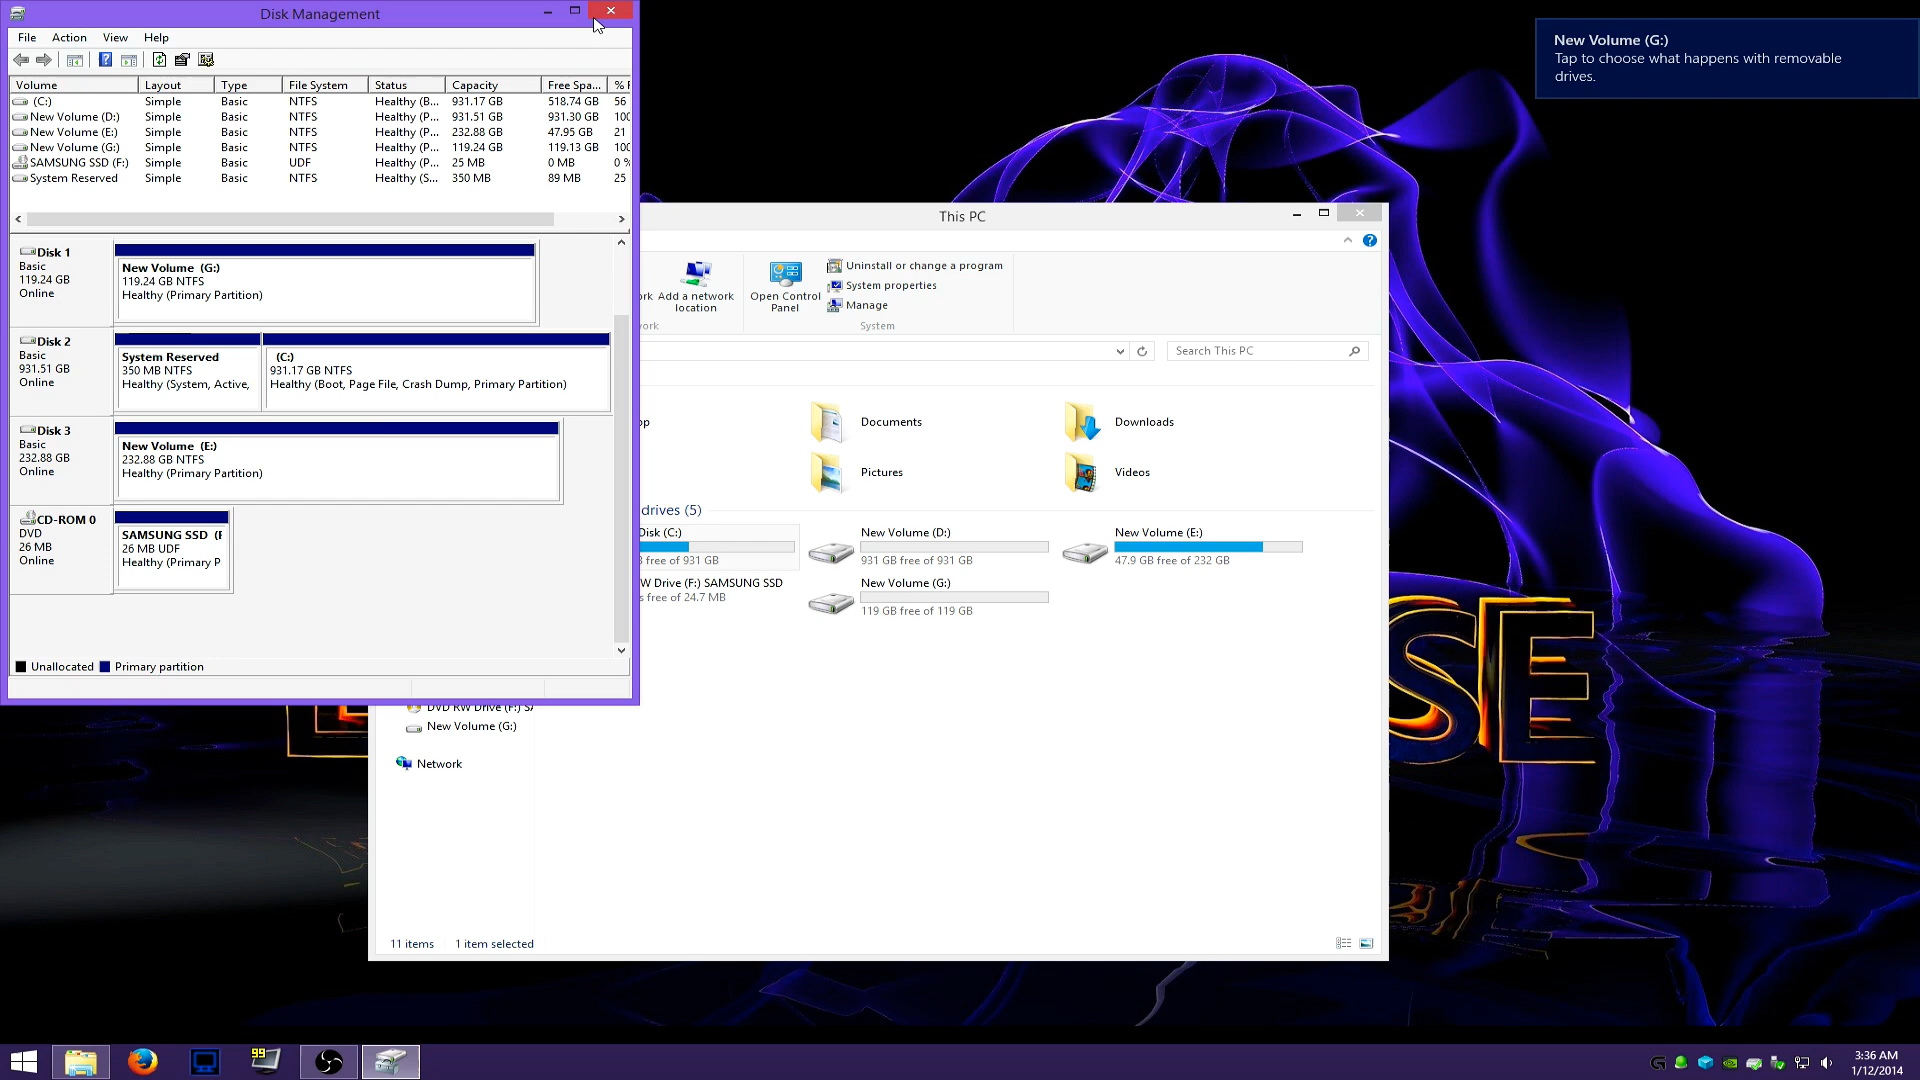 Disk Management
File Action View Help
Volume Layout Type File System Status Capacity Free Spa... %
(C:) Simple Basic NTFS Healthy (B... 931.17 GB 518.74 GB 56
New Volume (D:) Simple Basic NTFS Healthy (P... 931.51 GB 931.30 GB 100
New Volume (E:) Simple Basic NTFS Healthy (P... 232.88 GB 47.95 GB 21
New Volume (G:) Simple Basic NTFS Healthy (P... 119.24 GB 119.13 GB 100
SAMSUNG SSD (F:) Simple Basic UDF Healthy (P... 25 MB 0 MB 0 %
System Reserved Simple Basic NTFS Healthy (S... 350 MB 89 MB 25
Disk 1
Basic
119.24 GB
Online
New Volume (G:)
119.24 GB NTFS
Healthy (Primary Partition)
Disk 2
Basic
931.51 GB
Online
System Reserved
350 MB NTFS
Healthy (System, Active,
(C:)
931.17 GB NTFS
Healthy (Boot, Page File, Crash Dump, Primary Partition)
Disk 3
Basic
232.88 GB
Online
New Volume (E:)
232.88 GB NTFS
Healthy (Primary Partition)
CD-ROM 0
DVD
26 MB
Online
SAMSUNG SSD (F
26 MB UDF
Healthy (Primary P
Unallocated Primary partition
New Volume (G:)
Tap to choose what happens with removable
drives.
This PC
Add a network
location
Open Control
Panel
Uninstall or change a program
System properties
Manage
System
Search This PC
Documents
Downloads
Pictures
Videos
drives (5)
Disk (C:)
free of 931 GB
New Volume (D:)
931 GB free of 931 GB
New Volume (E:)
47.9 GB free of 232 GB
W Drive (F:) SAMSUNG SSD
s free of 24.7 MB
New Volume (G:)
119 GB free of 119 GB
DVD RW Drive (F:) SA
New Volume (G:)
Network
11 items 1 item selected
SE
99
3:36 AM
1/12/2014